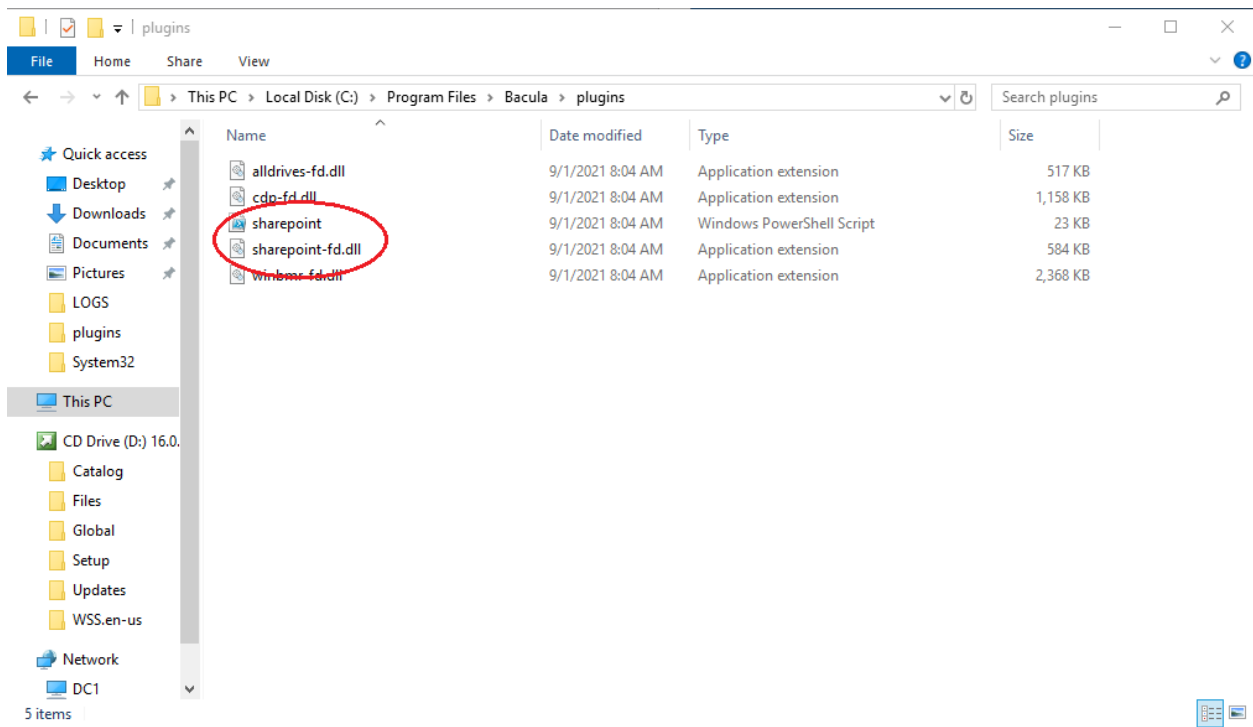 plugins
File Home Share View
This PC > Local Disk (C:) > Program Files > Bacula > plugins Search plugins
Name Date modified Type Size
Quick access
Desktop
Downloads
Documents
Pictures
LOGS
plugins
System32
This PC
CD Drive (D:) 16.0.
Catalog
Files
Global
Setup
Updates
WSS.en-us
Network
DC1
alldrives-fd.dll 9/1/2021 8:04 AM Application extension 517 KB
cdp-fd.dll 9/1/2021 8:04 AM Application extension 1,158 KB
sharepoint 9/1/2021 8:04 AM Windows PowerShell Script 23 KB
sharepoint-fd.dll 9/1/2021 8:04 AM Application extension 584 KB
winbmr-fd.dll 9/1/2021 8:04 AM Application extension 2,368 KB
5 items